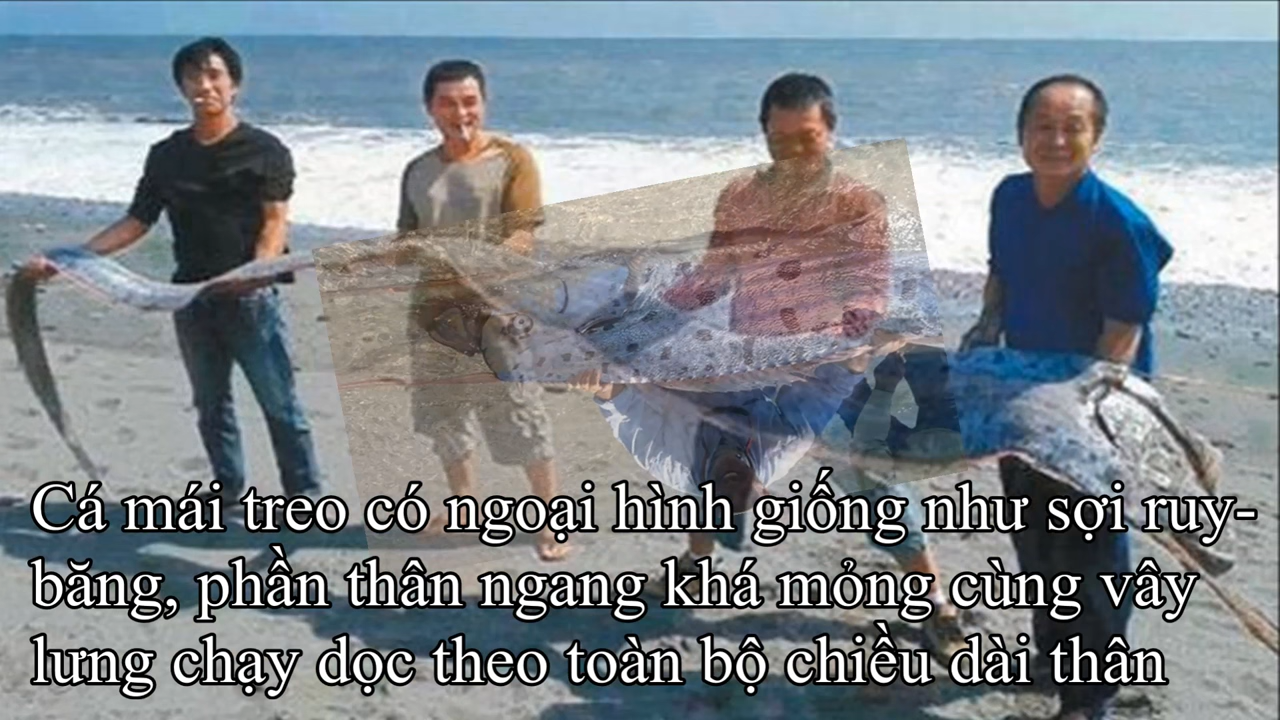 Cá mái treo có ngoại hình giống như sợi ruy-
băng, phần thân ngang khá mỏng cùng vây
lưng chạy dọc theo toàn bộ chiều dài thân